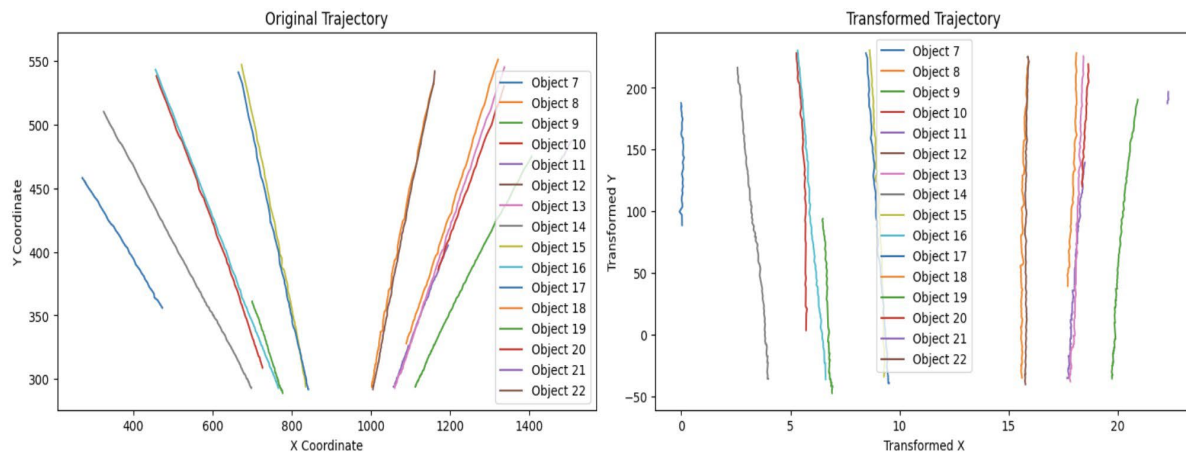 Original Trajectory
Y Coordinate
550
500
450
400
350
300
400
600
800
1000
1200
1400
X Coordinate
Object 7
Object 8
Object 9
Object 10
Object 11
Object 12
Object 13
Object 14
Object 15
Object 16
Object 17
Object 18
Object 19
Object 20
Object 21
Object 22
Transformed Trajectory
Transformed Y
200
150
100
50
0
−50
0
5
10
15
20
Transformed X
Object 7
Object 8
Object 9
Object 10
Object 11
Object 12
Object 13
Object 14
Object 15
Object 16
Object 17
Object 18
Object 19
Object 20
Object 21
Object 22